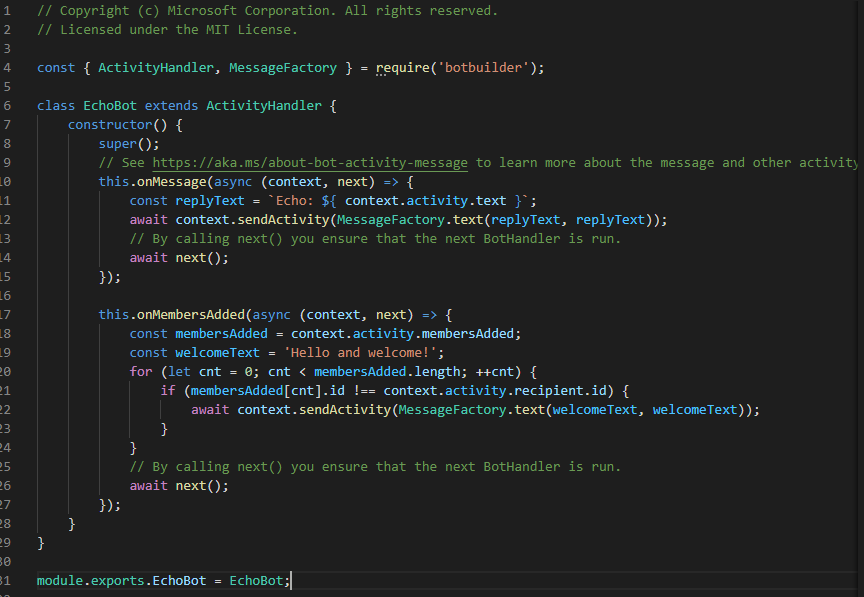 1 // Copyright (c) Microsoft Corporation. All rights reserved.
2 // Licensed under the MIT License.
3
4 const { ActivityHandler, MessageFactory } = require('botbuilder');
5
6 class EchoBot extends ActivityHandler {
7 constructor() {
8 super();
9 // See https://aka.ms/about-bot-activity-message to learn more about the message and other activity
10 this.onMessage(async (context, next) => {
11 const replyText = `Echo: ${ context.activity.text }`;
12 await context.sendActivity(MessageFactory.text(replyText, replyText));
13 // By calling next() you ensure that the next BotHandler is run.
14 await next();
15 });
16
17 this.onMembersAdded(async (context, next) => {
18 const membersAdded = context.activity.membersAdded;
19 const welcomeText = 'Hello and welcome!';
20 for (let cnt = 0; cnt < membersAdded.length; ++cnt) {
21 if (membersAdded[cnt].id !== context.activity.recipient.id) {
22 await context.sendActivity(MessageFactory.text(welcomeText, welcomeText));
23 }
24 }
25 // By calling next() you ensure that the next BotHandler is run.
26 await next();
27 });
28 }
29 }
30
31 module.exports.EchoBot = EchoBot;